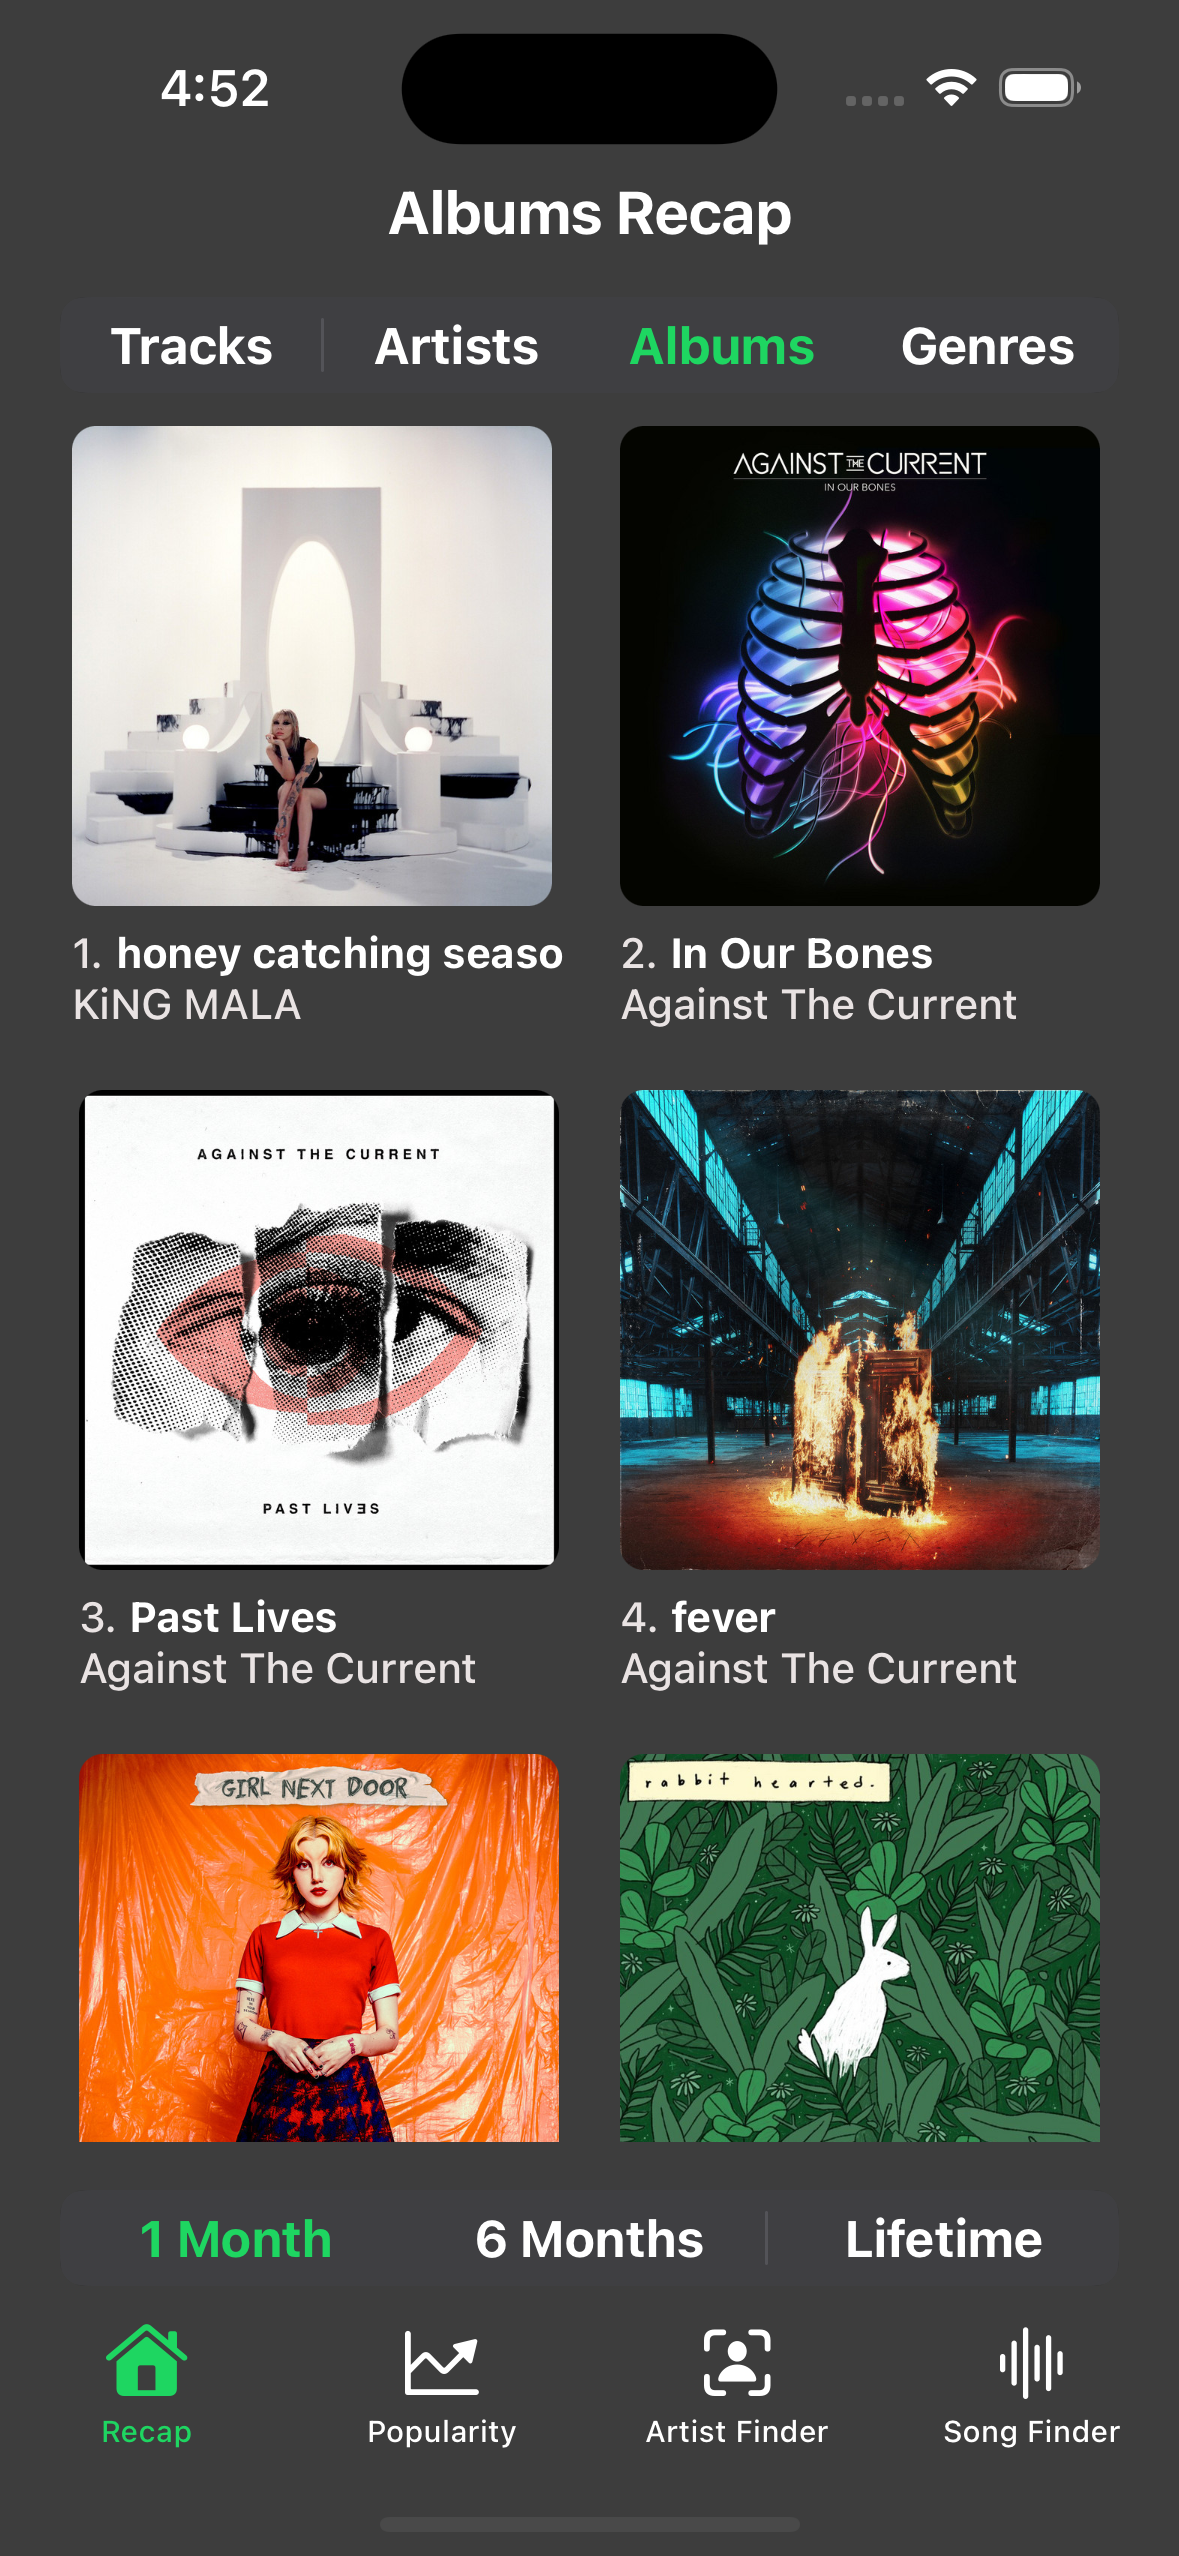 4:52
Albums Recap
Tracks Artists Albums Genres
AGAINST THE CURRENT
IN OUR BONES
1. honey catching seaso
KiNG MALA
2. In Our Bones
Against The Current
AGAINST THE CURRENT
PAST LIVƎS
3. Past Lives
Against The Current
4. fever
Against The Current
GIRL NEXT DOOR
rabbit hearted.
1 Month 6 Months Lifetime
Recap Popularity Artist Finder Song Finder